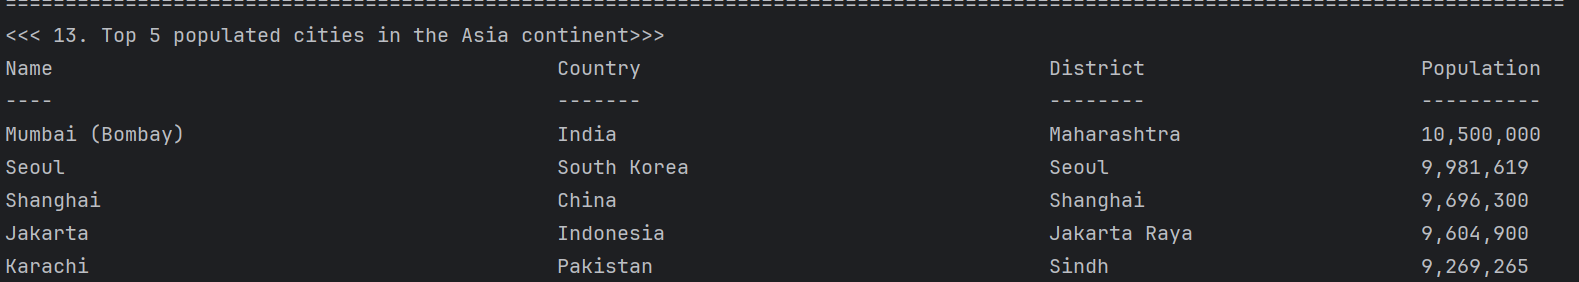 ================================================================================================================================== 
<<< 13. Top 5 populated cities in the Asia continent>>>
Name Country District Population
---- ------- -------- ----------
Mumbai (Bombay) India Maharashtra 10,500,000
Seoul South Korea Seoul 9,981,619
Shanghai China Shanghai 9,696,300
Jakarta Indonesia Jakarta Raya 9,604,900
Karachi Pakistan Sindh 9,269,265